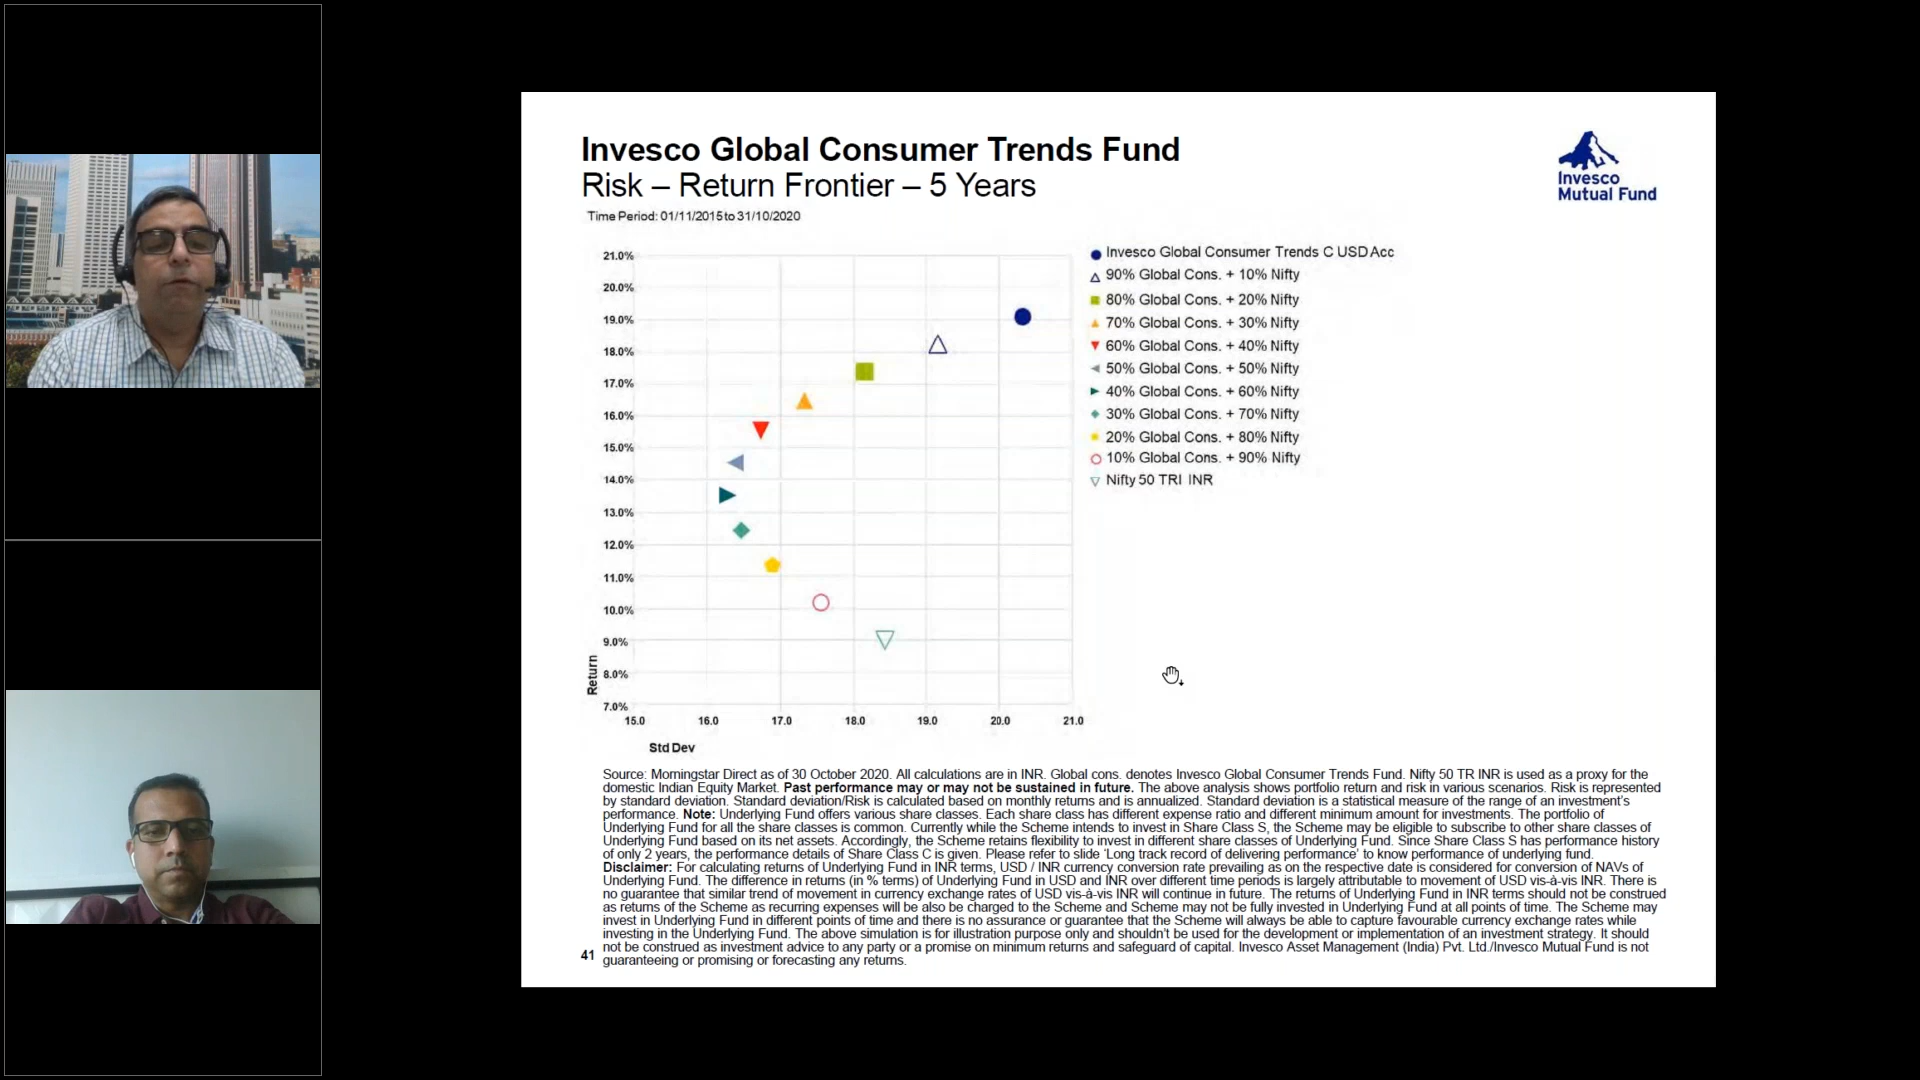 Invesco Global Consumer Trends Fund
Risk – Return Frontier – 5 Years
Invesco
Mutual Fund
Time Period: 01/11/2015 to 31/10/2020
21.0%
20.0%
19.0%
18.0%
17.0%
16.0%
15.0%
14.0%
13.0%
12.0%
11.0%
10.0%
9.0%
8.0%
7.0%
Return
15.0 16.0 17.0 18.0 19.0 20.0 21.0
Std Dev
Invesco Global Consumer Trends C USD Acc
90% Global Cons. + 10% Nifty
80% Global Cons. + 20% Nifty
70% Global Cons. + 30% Nifty
60% Global Cons. + 40% Nifty
50% Global Cons. + 50% Nifty
40% Global Cons. + 60% Nifty
30% Global Cons. + 70% Nifty
20% Global Cons. + 80% Nifty
10% Global Cons. + 90% Nifty
Nifty 50 TRI INR
Source: Morningstar Direct as of 30 October 2020. All calculations are in INR. Global cons. denotes Invesco Global Consumer Trends Fund. Nifty 50 TR INR is used as a proxy for the
domestic Indian Equity Market. Past performance may or may not be sustained in future. The above analysis shows portfolio return and risk in various scenarios. Risk is represented
by standard deviation. Standard deviation/Risk is calculated based on monthly returns and is annualized. Standard deviation is a statistical measure of the range of an investment's
performance. Note: Underlying Fund offers various share classes. Each share class has different expense ratio and different minimum amount for investments. The portfolio of
Underlying Fund for all the share classes is common. Currently while the Scheme intends to invest in Share Class S, the Scheme may be eligible to subscribe to other share classes of
Underlying Fund based on its net assets. Accordingly, the Scheme retains flexibility to invest in different share classes of Underlying Fund. Since Share Class S has performance history
of only 2 years, the performance details of Share Class C is given. Please refer to slide 'Long track record of delivering performance' to know performance of underlying fund.
Disclaimer: For calculating returns of Underlying Fund in INR terms, USD / INR currency conversion rate prevailing as on the respective date is considered for conversion of NAVs of
Underlying Fund. The difference in returns (in % terms) of Underlying Fund in USD and INR over different time periods is largely attributable to movement of USD vis-à-vis INR. There is
no guarantee that similar trend of movement in currency exchange rates of USD vis-à-vis INR will continue in future. The returns of Underlying Fund in INR terms should not be construed
as returns of the Scheme as recurring expenses will be also be charged to the Scheme and Scheme may not be fully invested in Underlying Fund at all points of time. The Scheme may
invest in Underlying Fund in different points of time and there is no assurance or guarantee that the Scheme will always be able to capture favourable currency exchange rates while
investing in the Underlying Fund. The above simulation is for illustration purpose only and shouldn't be used for the development or implementation of an investment strategy. It should
not be construed as investment advice to any party or a promise on minimum returns and safeguard of capital. Invesco Asset Management (India) Pvt. Ltd./Invesco Mutual Fund is not
guaranteeing or promising or forecasting any returns.
41